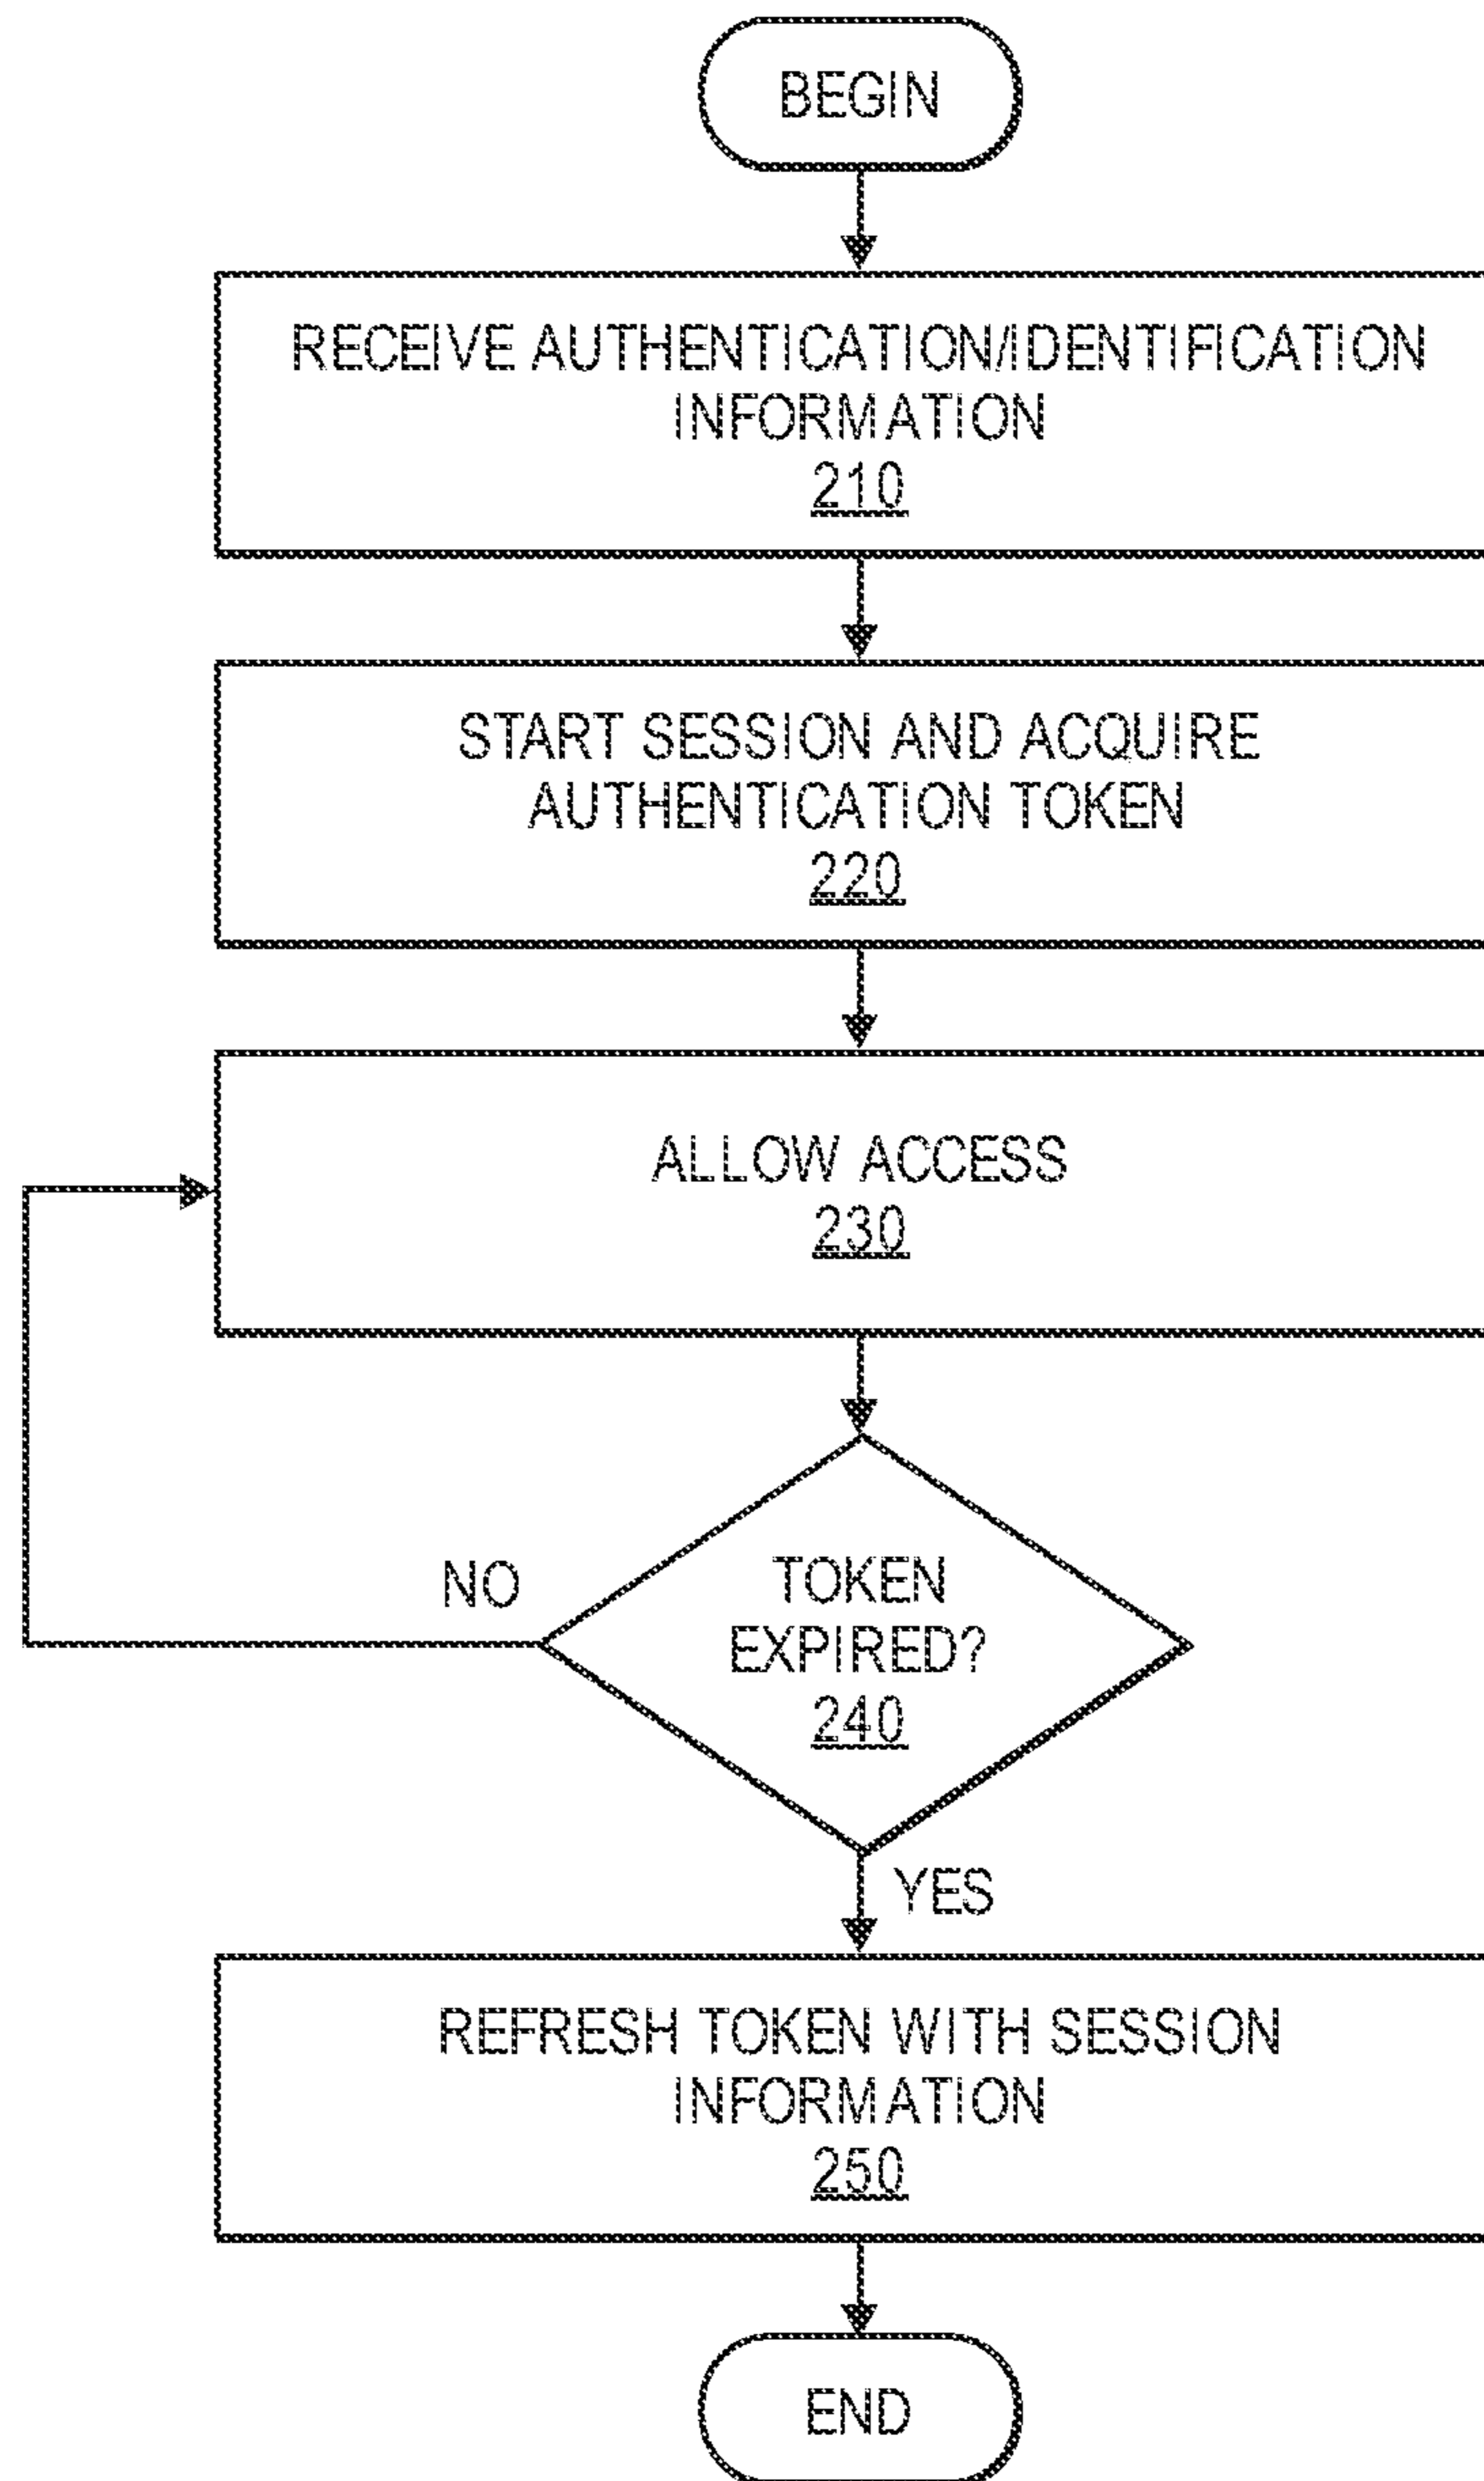 BEGIN
RECEIVE AUTHENTICATION/IDENTIFICATION
INFORMATION
210
START SESSION AND ACQUIRE
AUTHENTICATION TOKEN
220
ALLOW ACCESS
230
TOKEN
EXPIRED?
240
NO
YES
REFRESH TOKEN WITH SESSION
INFORMATION
250
END